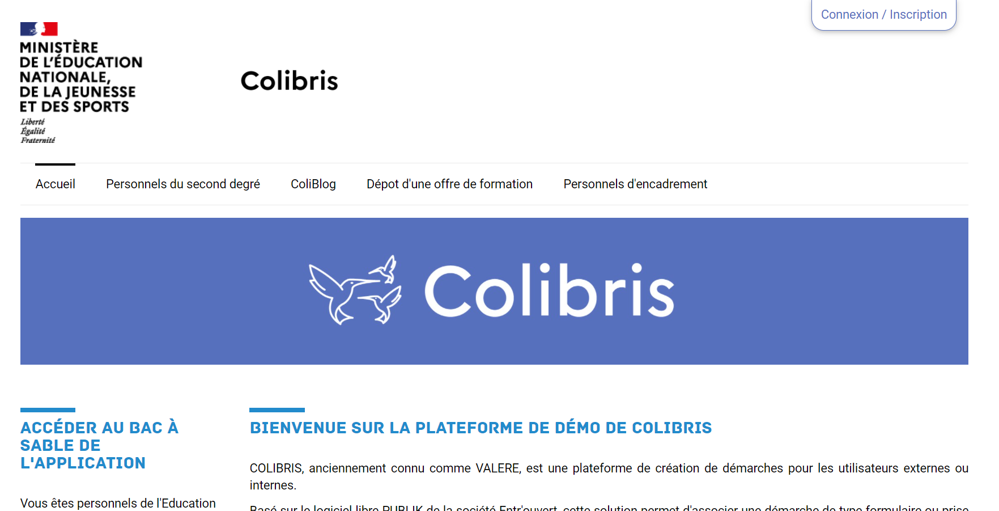 Connexion / Inscription
MINISTÈRE
DE L'ÉDUCATION
NATIONALE,
DE LA JEUNESSE
ET DES SPORTS
Liberté
Égalité
Fraternité
Colibris
Accueil
Personnels du second degré
ColiBlog
Dépot d'une offre de formation
Personnels d'encadrement
Colibris
ACCÉDER AU BAC À
SABLE DE
L'APPLICATION
Vous êtes personnels de l'Education
BIENVENUE SUR LA PLATEFORME DE DÉMO DE COLIBRIS
COLIBRIS, anciennement connu comme VALERE, est une plateforme de création de démarches pour les utilisateurs externes ou
internes.
Basé sur le logiciel libre PUBLIK de la société Entr'ouvert, cette solution permet d'associer une démarche de type formulaire ou prise